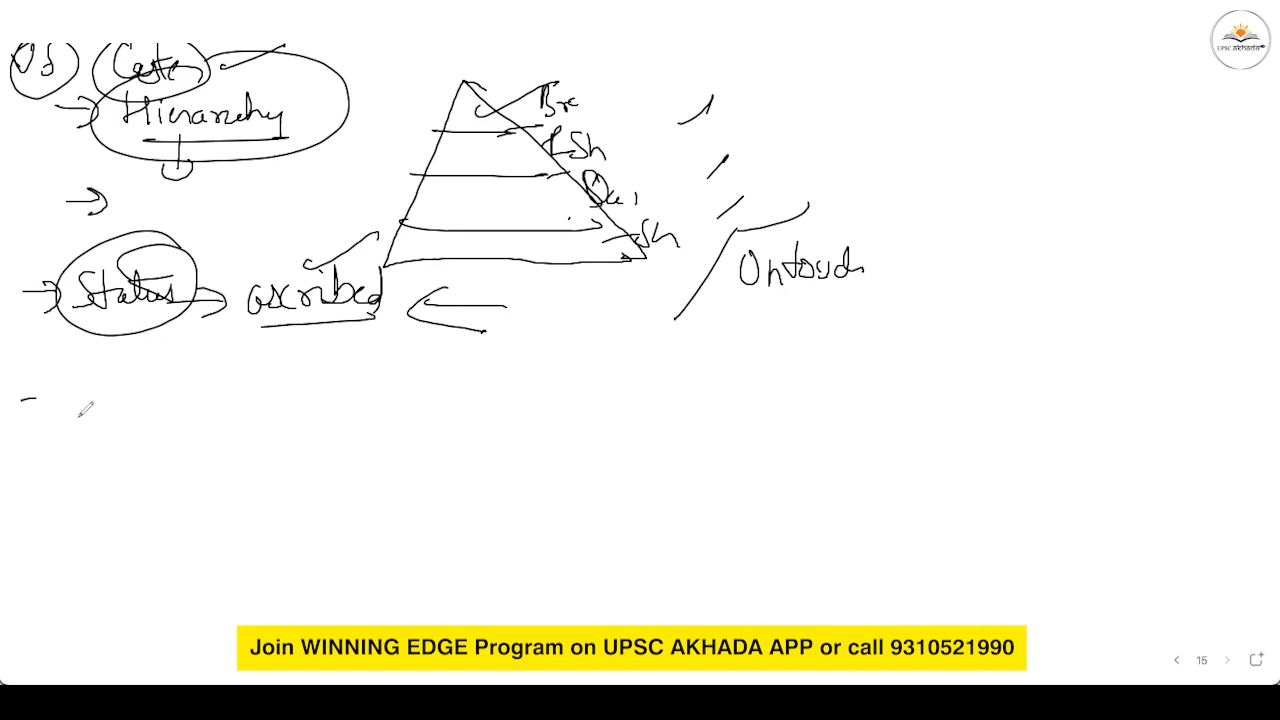 Caste
Hierarchy
Br
Ksh
Sh
Status → ascribed
Untouch
UPSC akhada
Join WINNING EDGE Program on UPSC AKHADA APP or call 9310521990
15